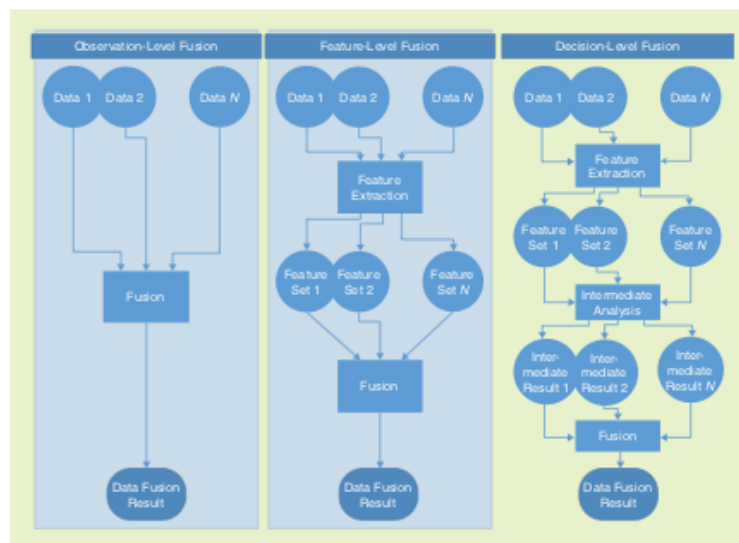 Observation-Level Fusion
Data 1
Data 2
Data N
Fusion
Data Fusion
Result
Feature-Level Fusion
Data 1
Data 2
Data N
Feature
Extraction
Feature
Set 1
Feature
Set 2
Feature
Set N
Fusion
Data Fusion
Result
Decision-Level Fusion
Data 1
Data 2
Data N
Feature
Extraction
Feature
Set 1
Feature
Set 2
Feature
Set N
Intermediate
Analysis
Inter-
mediate
Result 1
Inter-
mediate
Result 2
Inter-
mediate
Result N
Fusion
Data Fusion
Result